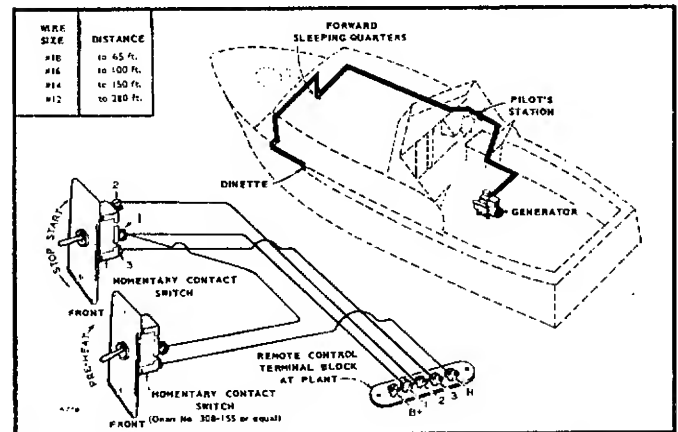 WIRE SIZE DISTANCE
#18 to 65 ft.
#16 to 100 ft.
#14 to 150 ft.
#12 to 280 ft.
FORWARD
SLEEPING QUARTERS
PILOT'S
STATION
DINETTE
GENERATOR
2
1
3
STOP START
MOMENTARY CONTACT
SWITCH
FRONT
PRE-HEAT
REMOTE CONTROL
TERMINAL BLOCK
AT PLANT
B+ 1 2 3 H
MOMENTARY CONTACT
SWITCH
FRONT (Onan No. 308-155 or equal)